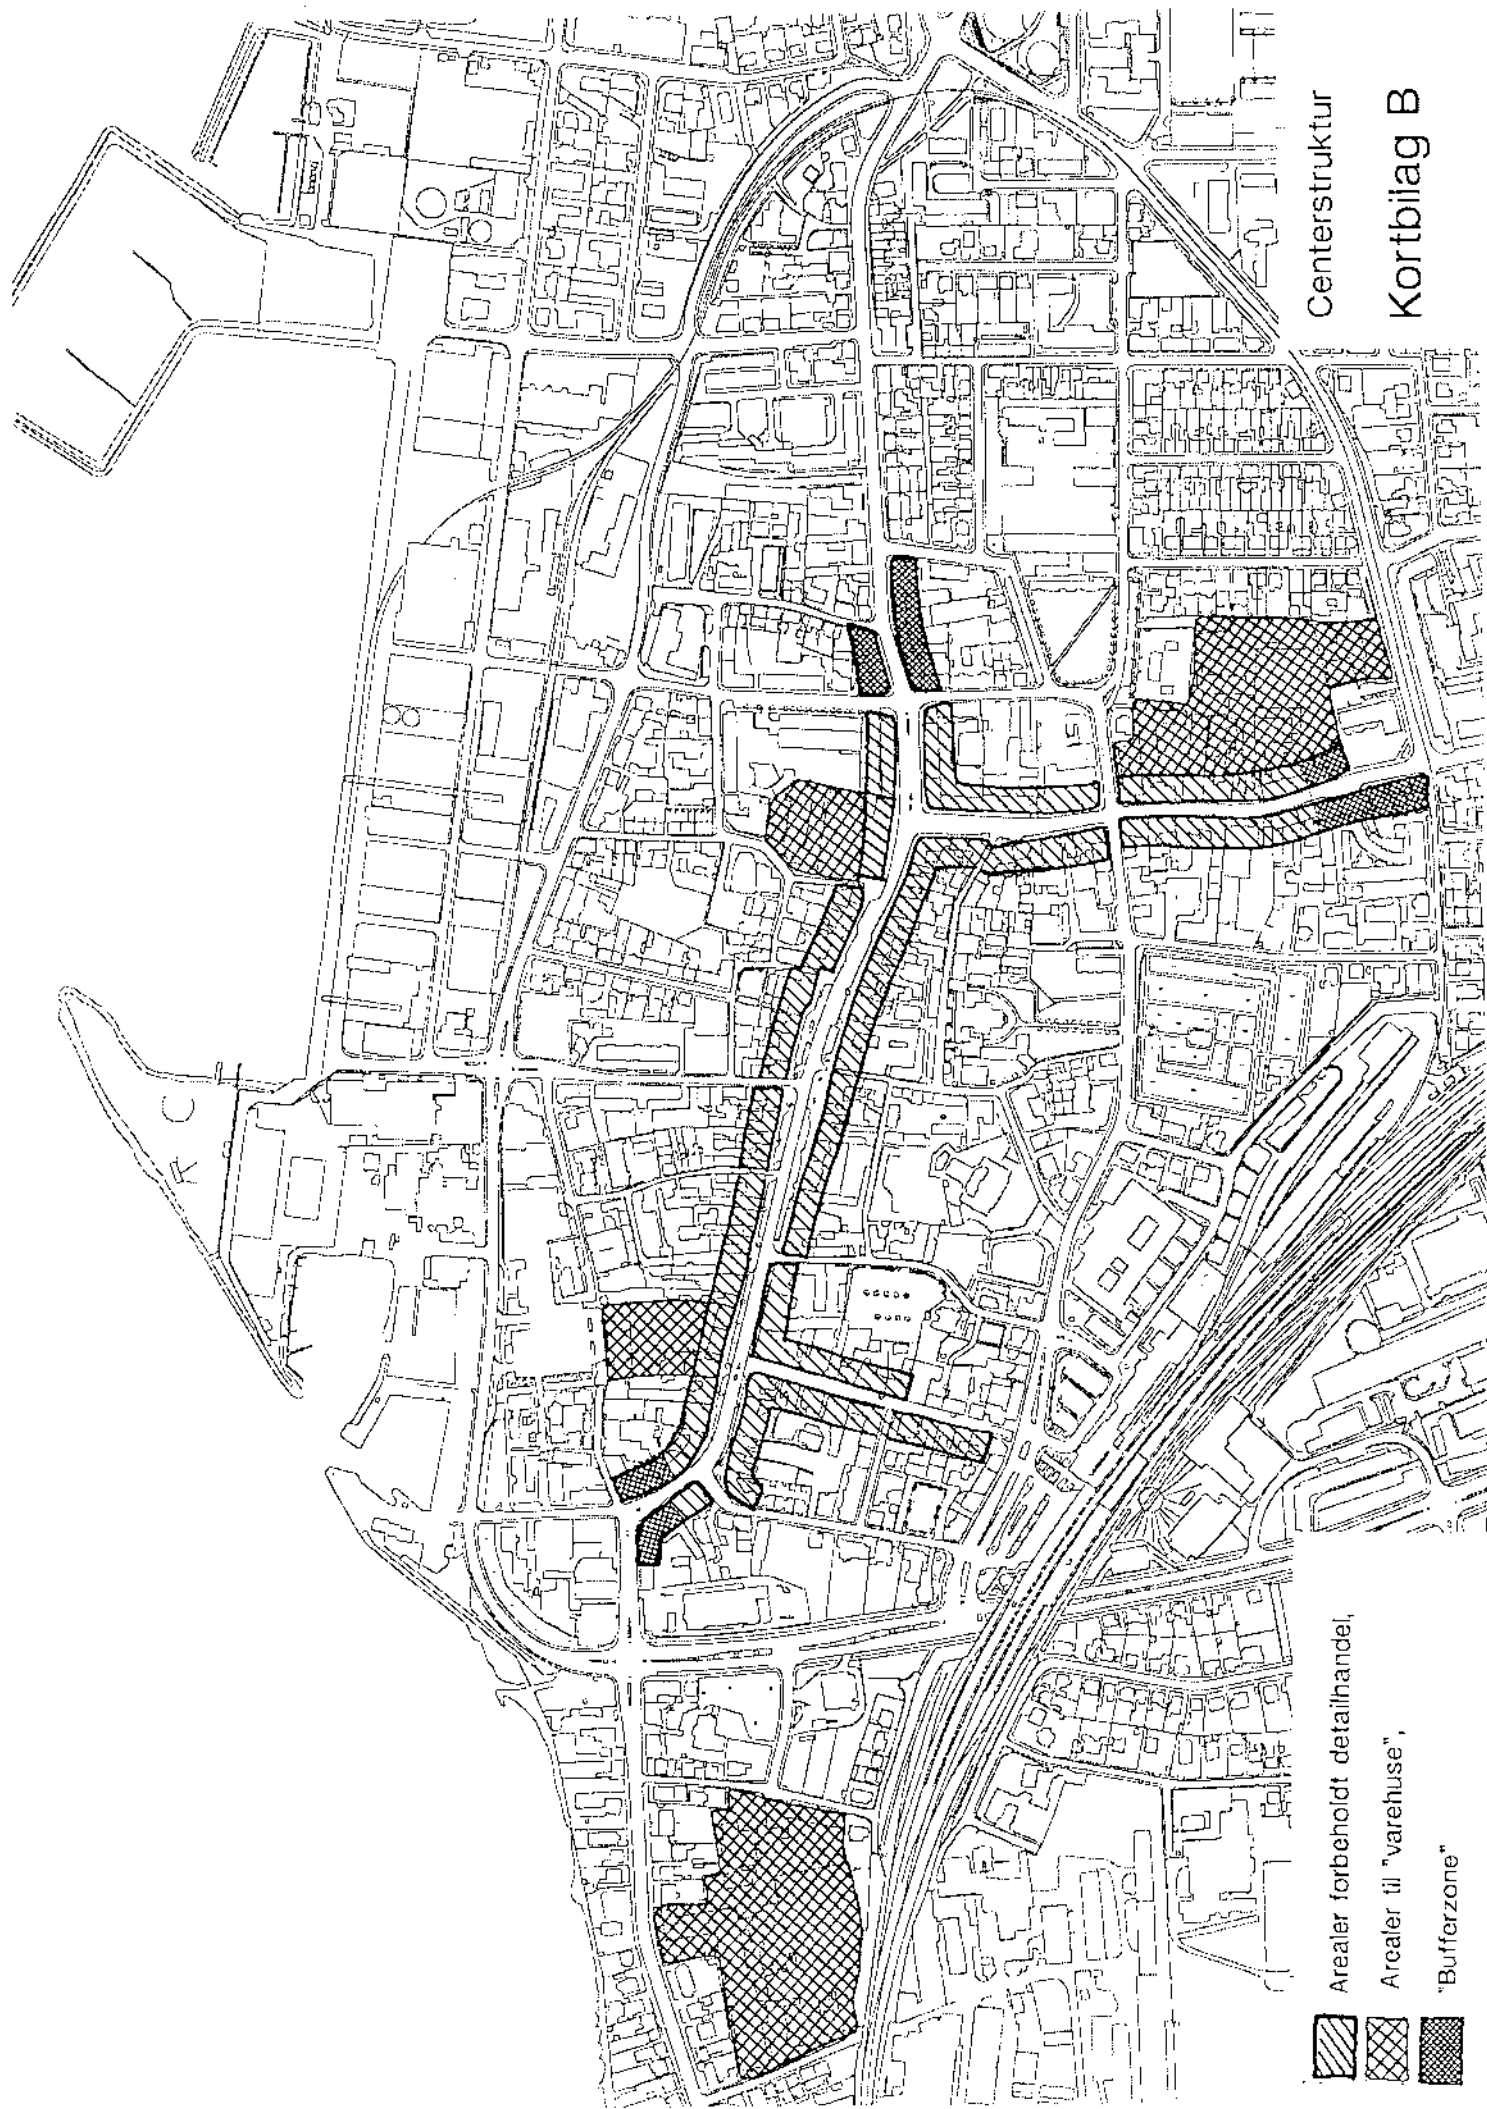 Centerstruktur
Kortbilag B
Arealer forbeholdt detailhandel,
Arealer til "varehuse",
"Bufferzone"